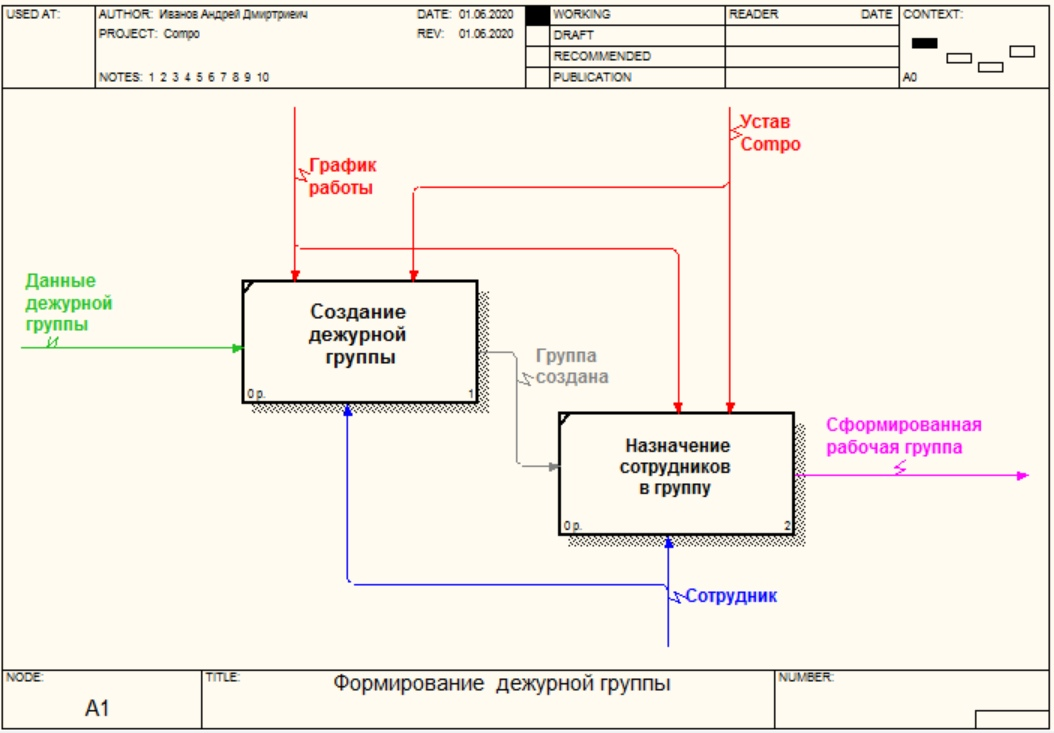 USED AT:
AUTHOR: Иванов Андрей Дмиртриеич
DATE: 01.06.2020
PROJECT: Compo
REV: 01.06.2020
NOTES: 1 2 3 4 5 6 7 8 9 10
WORKING
DRAFT
RECOMMENDED
PUBLICATION
READER
DATE
CONTEXT:
A0
Устав
Compo
График
работы
Данные
дежурной
группы
Создание
дежурной
группы
0 р.
1
Группа
создана
Назначение
сотрудников
в группу
0 р.
2
Сформированная
рабочая группа
Сотрудник
NODE:
A1
TITLE:
Формирование дежурной группы
NUMBER: